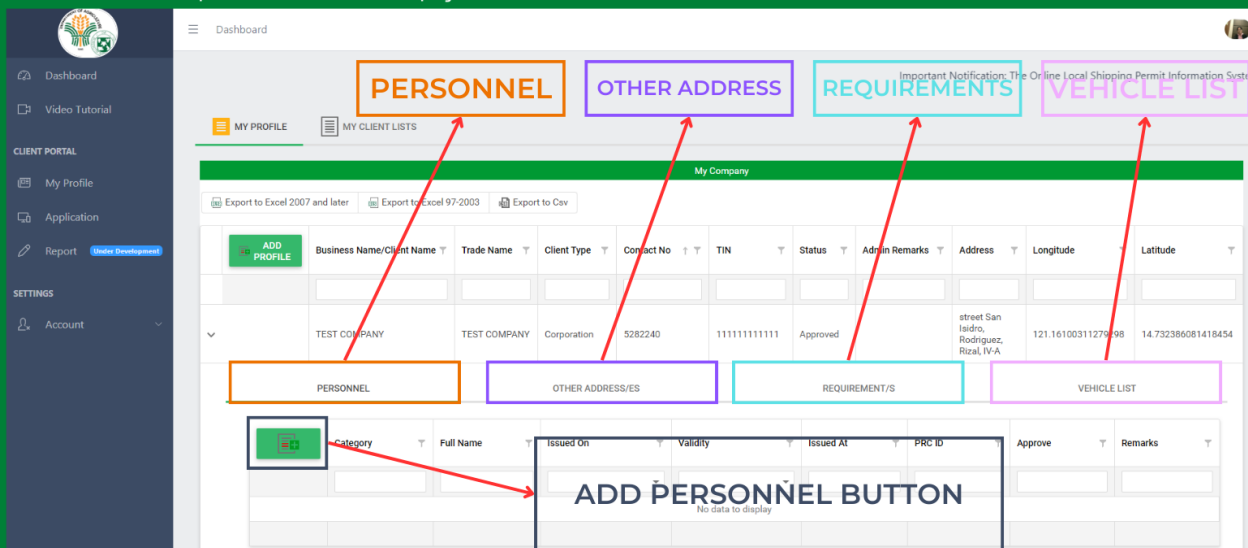 Dashboard
Important Notification: The Online Local Shipping Permit Information Syste
PERSONNEL
OTHER ADDRESS
REQUIREMENTS
VEHICLE LIST
Dashboard
Video Tutorial
CLIENT PORTAL
My Profile
Application
Report Under Development
SETTINGS
Account
MY PROFILE
MY CLIENT LISTS
My Company
Export to Excel 2007 and later
Export to Excel 97-2003
Export to Csv
ADD PROFILE
Business Name/Client Name
Trade Name
Client Type
Contact No
TIN
Status
Admin Remarks
Address
Longitude
Latitude
TEST COMPANY
TEST COMPANY
Corporation
5282240
111111111111
Approved
street San
Isidro,
Rodriguez,
Rizal, IV-A
121.16100311279298
14.732386081418454
PERSONNEL
OTHER ADDRESS/ES
REQUIREMENT/S
VEHICLE LIST
Category
Full Name
Issued On
Validity
Issued At
PRC ID
Approve
Remarks
ADD PERSONNEL BUTTON
No data to display